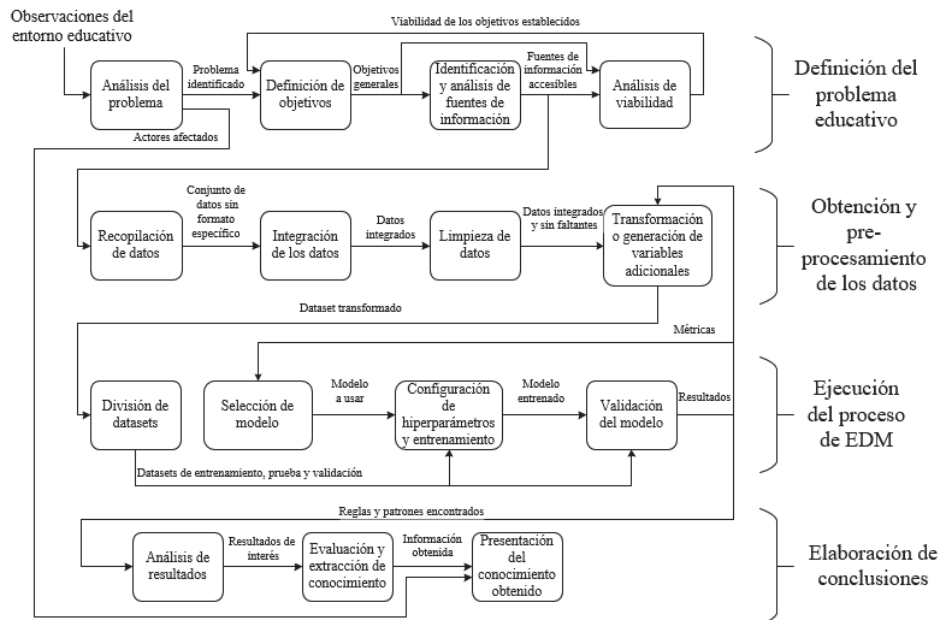 Observaciones del
entorno educativo
Viabilidad de los objetivos establecidos
Análisis del
problema
Problema
identificado
Definición de
objetivos
Objetivos
generales
Identificación
y análisis de
fuentes de
información
Fuentes de
información
accesibles
Análisis de
viabilidad
Definición del
problema
educativo
Actores afectados
Recopilación
de datos
Conjunto de
datos sin
formato
específico
Integración
de los datos
Datos
integrados
Limpieza de
datos
Datos integrados
y sin faltantes
Transformación
o generación de
variables
adicionales
Obtención y
pre-
procesamiento
de los datos
Dataset transformado
Métricas
División de
datasets
Selección de
modelo
Modelo
a usar
Configuración
de
hiperparámetros
y entrenamiento
Modelo
entrenado
Validación
del modelo
Resultados
Ejecución
del proceso
de EDM
Datasets de entrenamiento, prueba y validación
Reglas y patrones encontrados
Análisis de
resultados
Resultados de
interés
Evaluación y
extracción de
conocimiento
Información
obtenida
Presentación
del
conocimiento
obtenido
Elaboración de
conclusiones